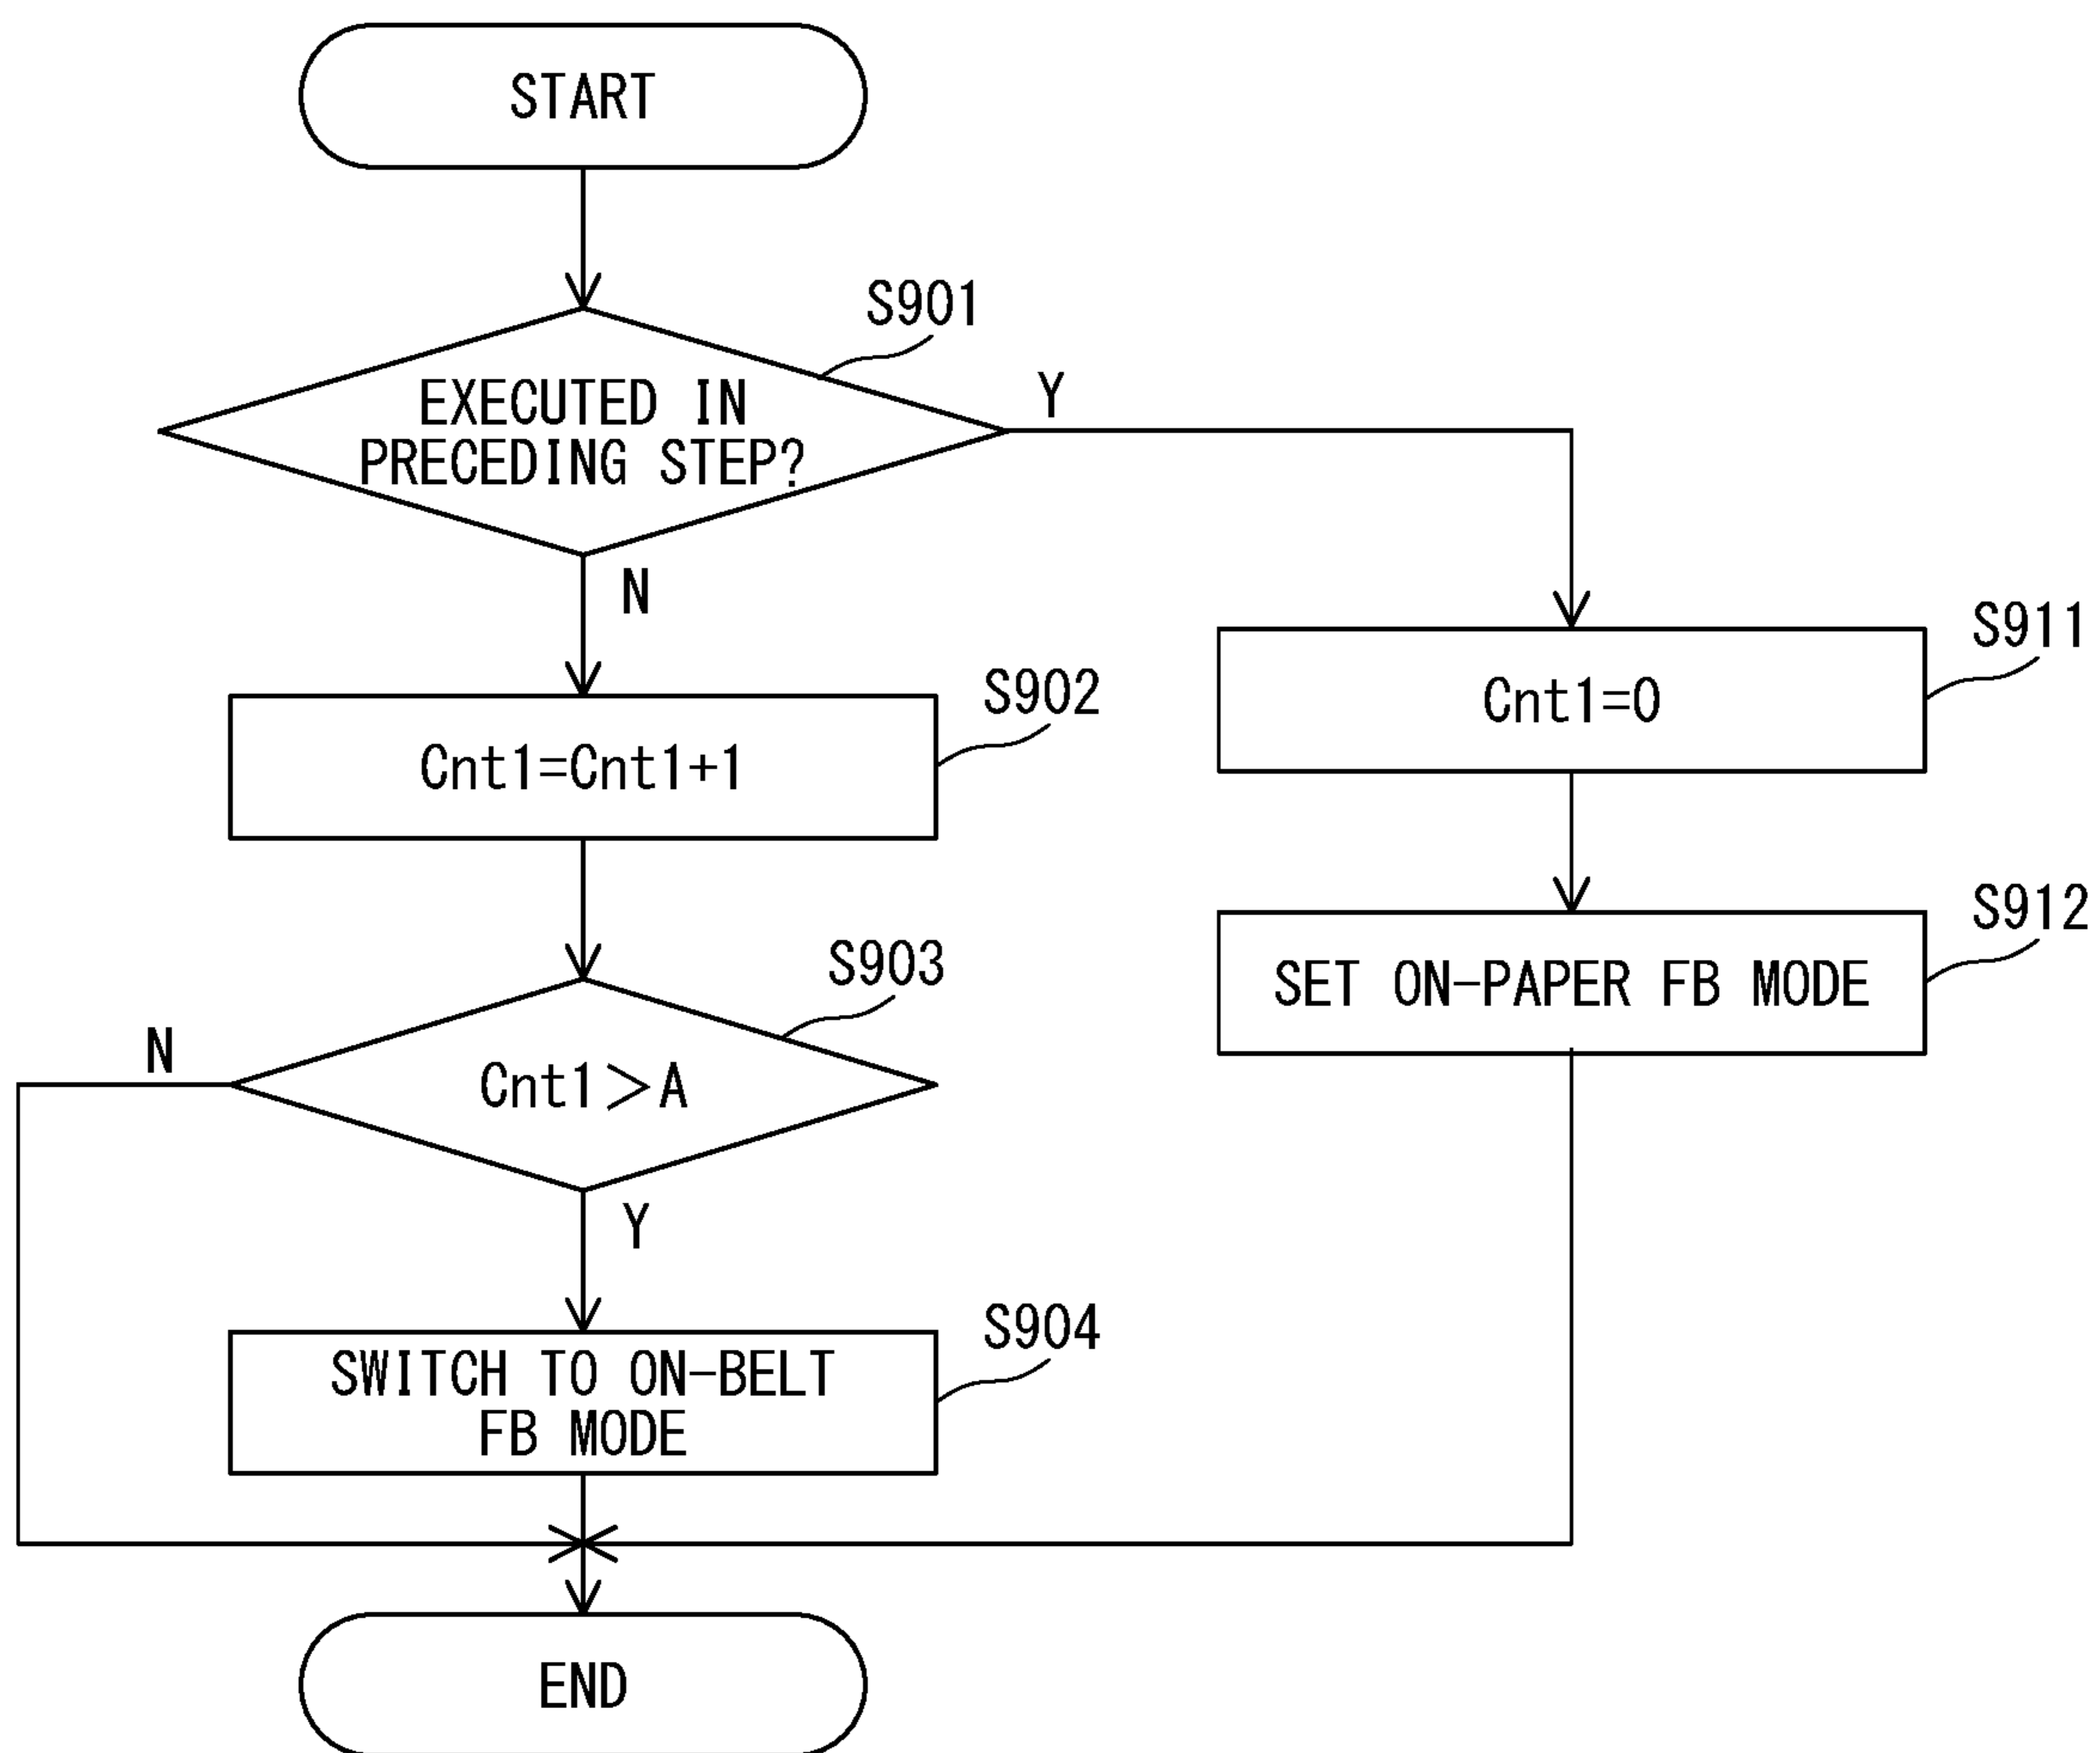 START
S901
EXECUTED IN
PRECEDING STEP?
Y
N
S902
Cnt1=Cnt1+1
S903
Cnt1>A
N
Y
S904
SWITCH TO ON-BELT
FB MODE
S911
Cnt1=0
S912
SET ON-PAPER FB MODE
END